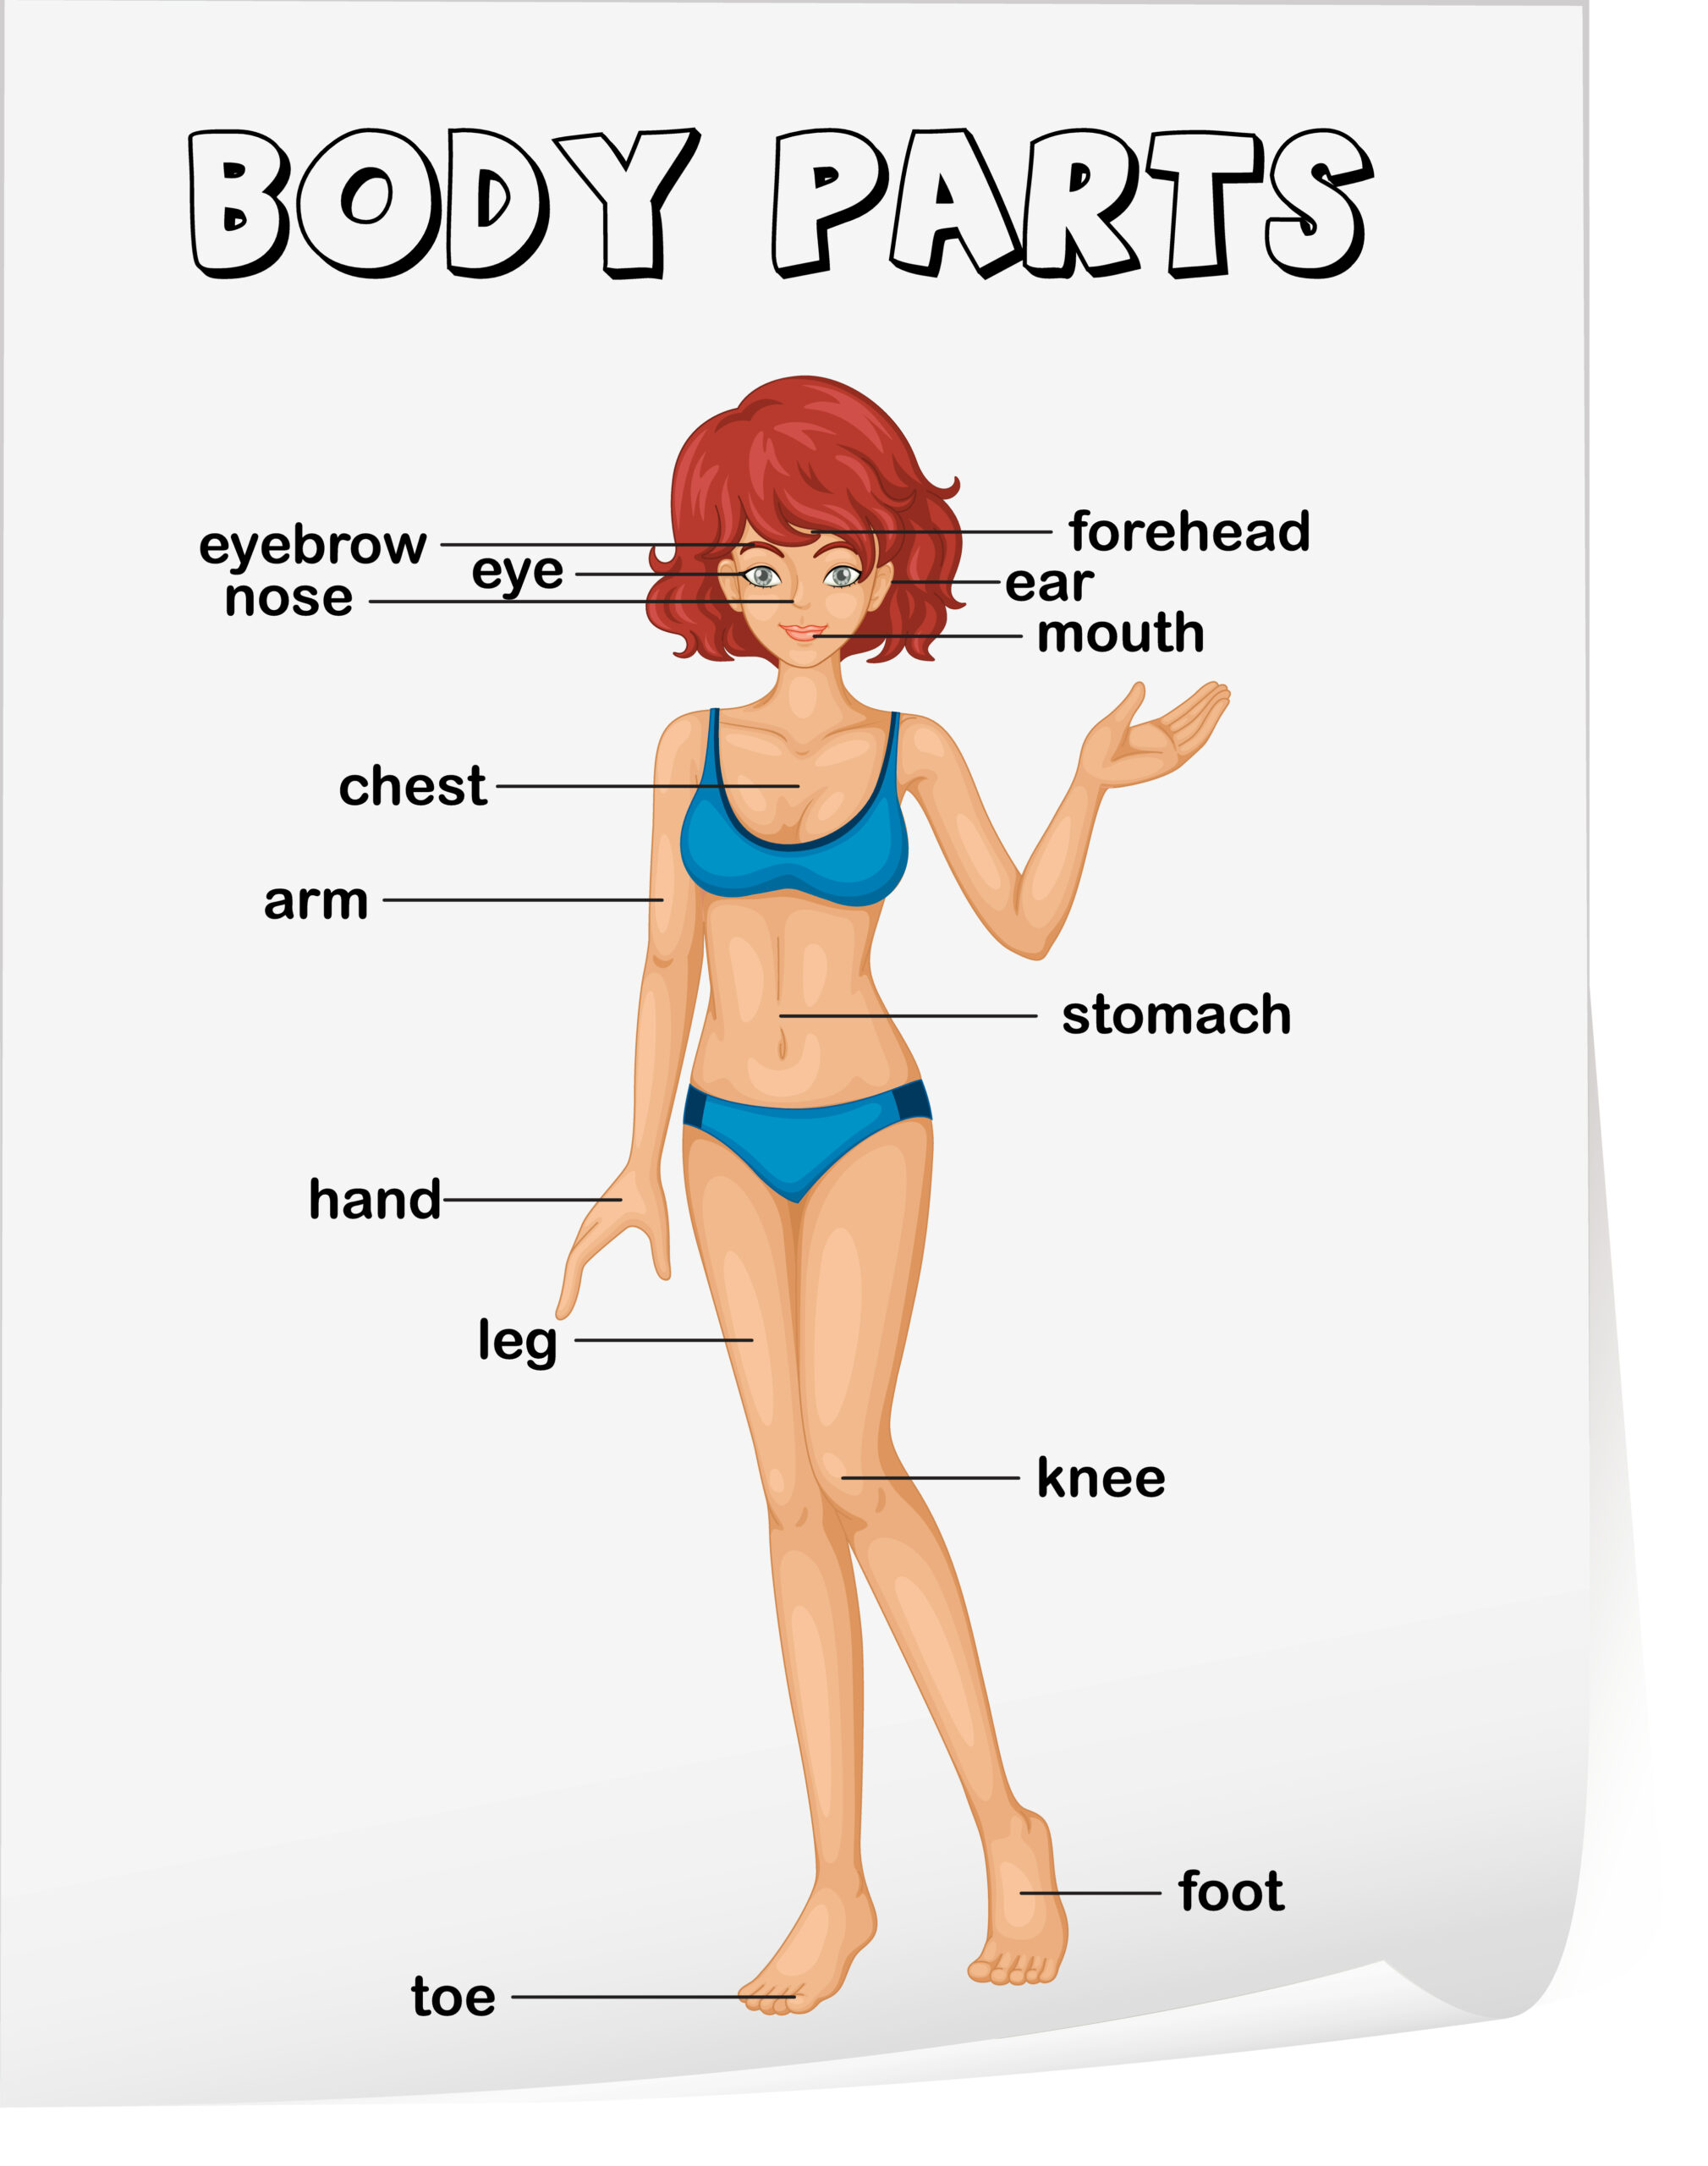 BODY PARTS
eyebrow
forehead
eye
ear
nose
mouth
chest
arm
stomach
hand
leg
knee
foot
toe